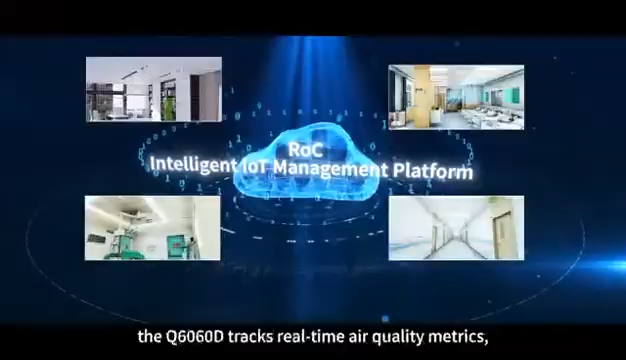 RoC
Intelligent IoT Management Platform
the Q6060D tracks real-time air quality metrics,